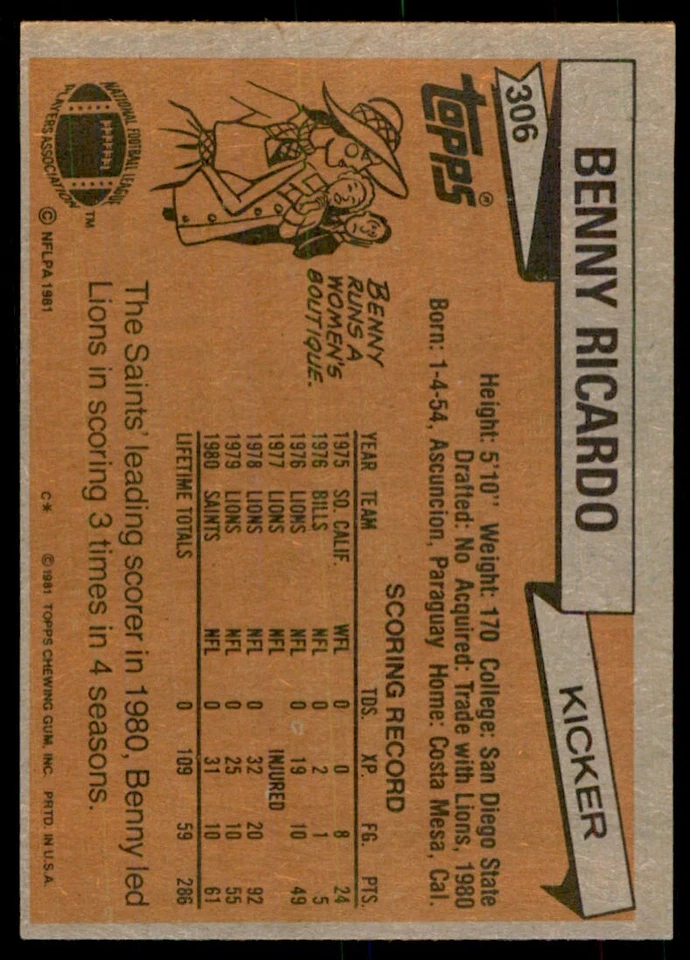 306
BENNY RICARDO
KICKER
TOPPS®
Height: 5'10" Weight: 170 College: San Diego State
Drafted: No Acquired: Trade with Lions, 1980
Born: 1-4-54, Ascuncion, Paraguay Home: Costa Mesa, Cal.
BENNY
RUNS A
WOMEN'S
BOUTIQUE.
SCORING RECORD
YEAR TEAM TDS. XP. FG. PTS.
1975 SO. CALIF. WFL 0 0 8 24
1976 BILLS NFL 0 2 1 5
1976 LIONS NFL 0 19 10 49
1977 LIONS INJURED
1978 LIONS NFL 0 32 20 92
1979 LIONS NFL 0 25 10 55
1980 SAINTS NFL 0 31 10 61
LIFETIME TOTALS 0 109 59 286
The Saints' leading scorer in 1980, Benny led
Lions in scoring 3 times in 4 seasons.
NATIONAL FOOTBALL LEAGUE
PLAYERS ASSOCIATION
TM
© NFLPA 1981
C* © 1981 TOPPS CHEWING GUM, INC. PRTD. IN U.S.A.